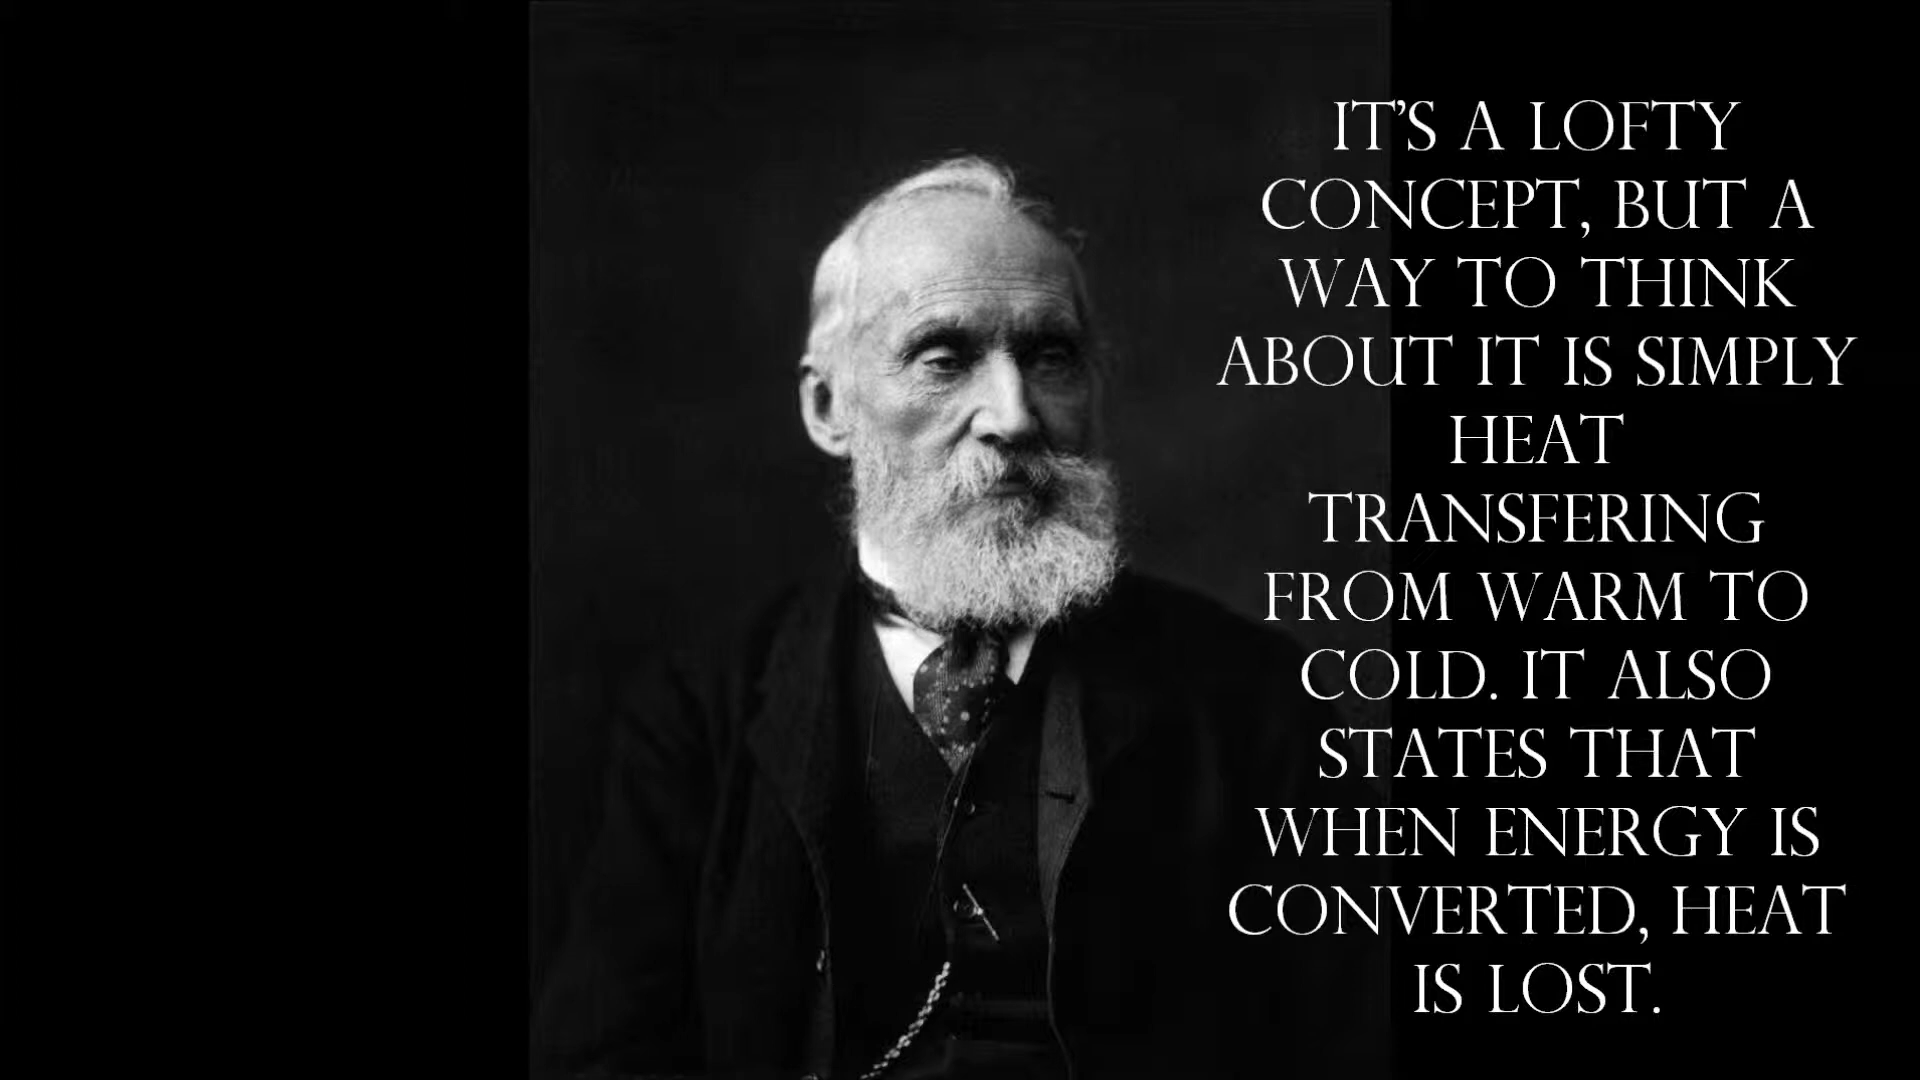 IT'S A LOFTY
CONCEPT, BUT A
WAY TO THINK
ABOUT IT IS SIMPLY
HEAT
TRANSFERING
FROM WARM TO
COLD. IT ALSO
STATES THAT
WHEN ENERGY IS
CONVERTED, HEAT
IS LOST.